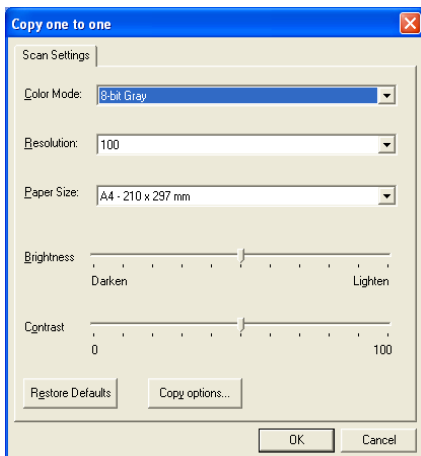 Copy one to one
Scan Settings
Color Mode: 8-bit Gray
Resolution: 100
Paper Size: A4 - 210 x 297 mm
Brightness
Darken Lighten
Contrast
0 100
Restore Defaults Copy options...
OK Cancel